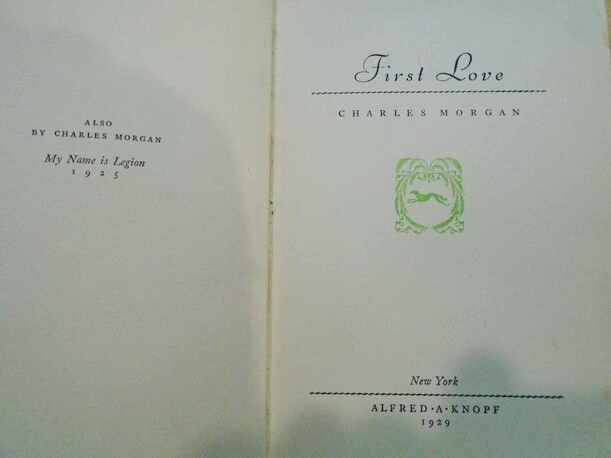 ALSO
BY CHARLES MORGAN
My Name is Legion
1925
First Love
CHARLES MORGAN
New York
ALFRED·A·KNOPF
1929